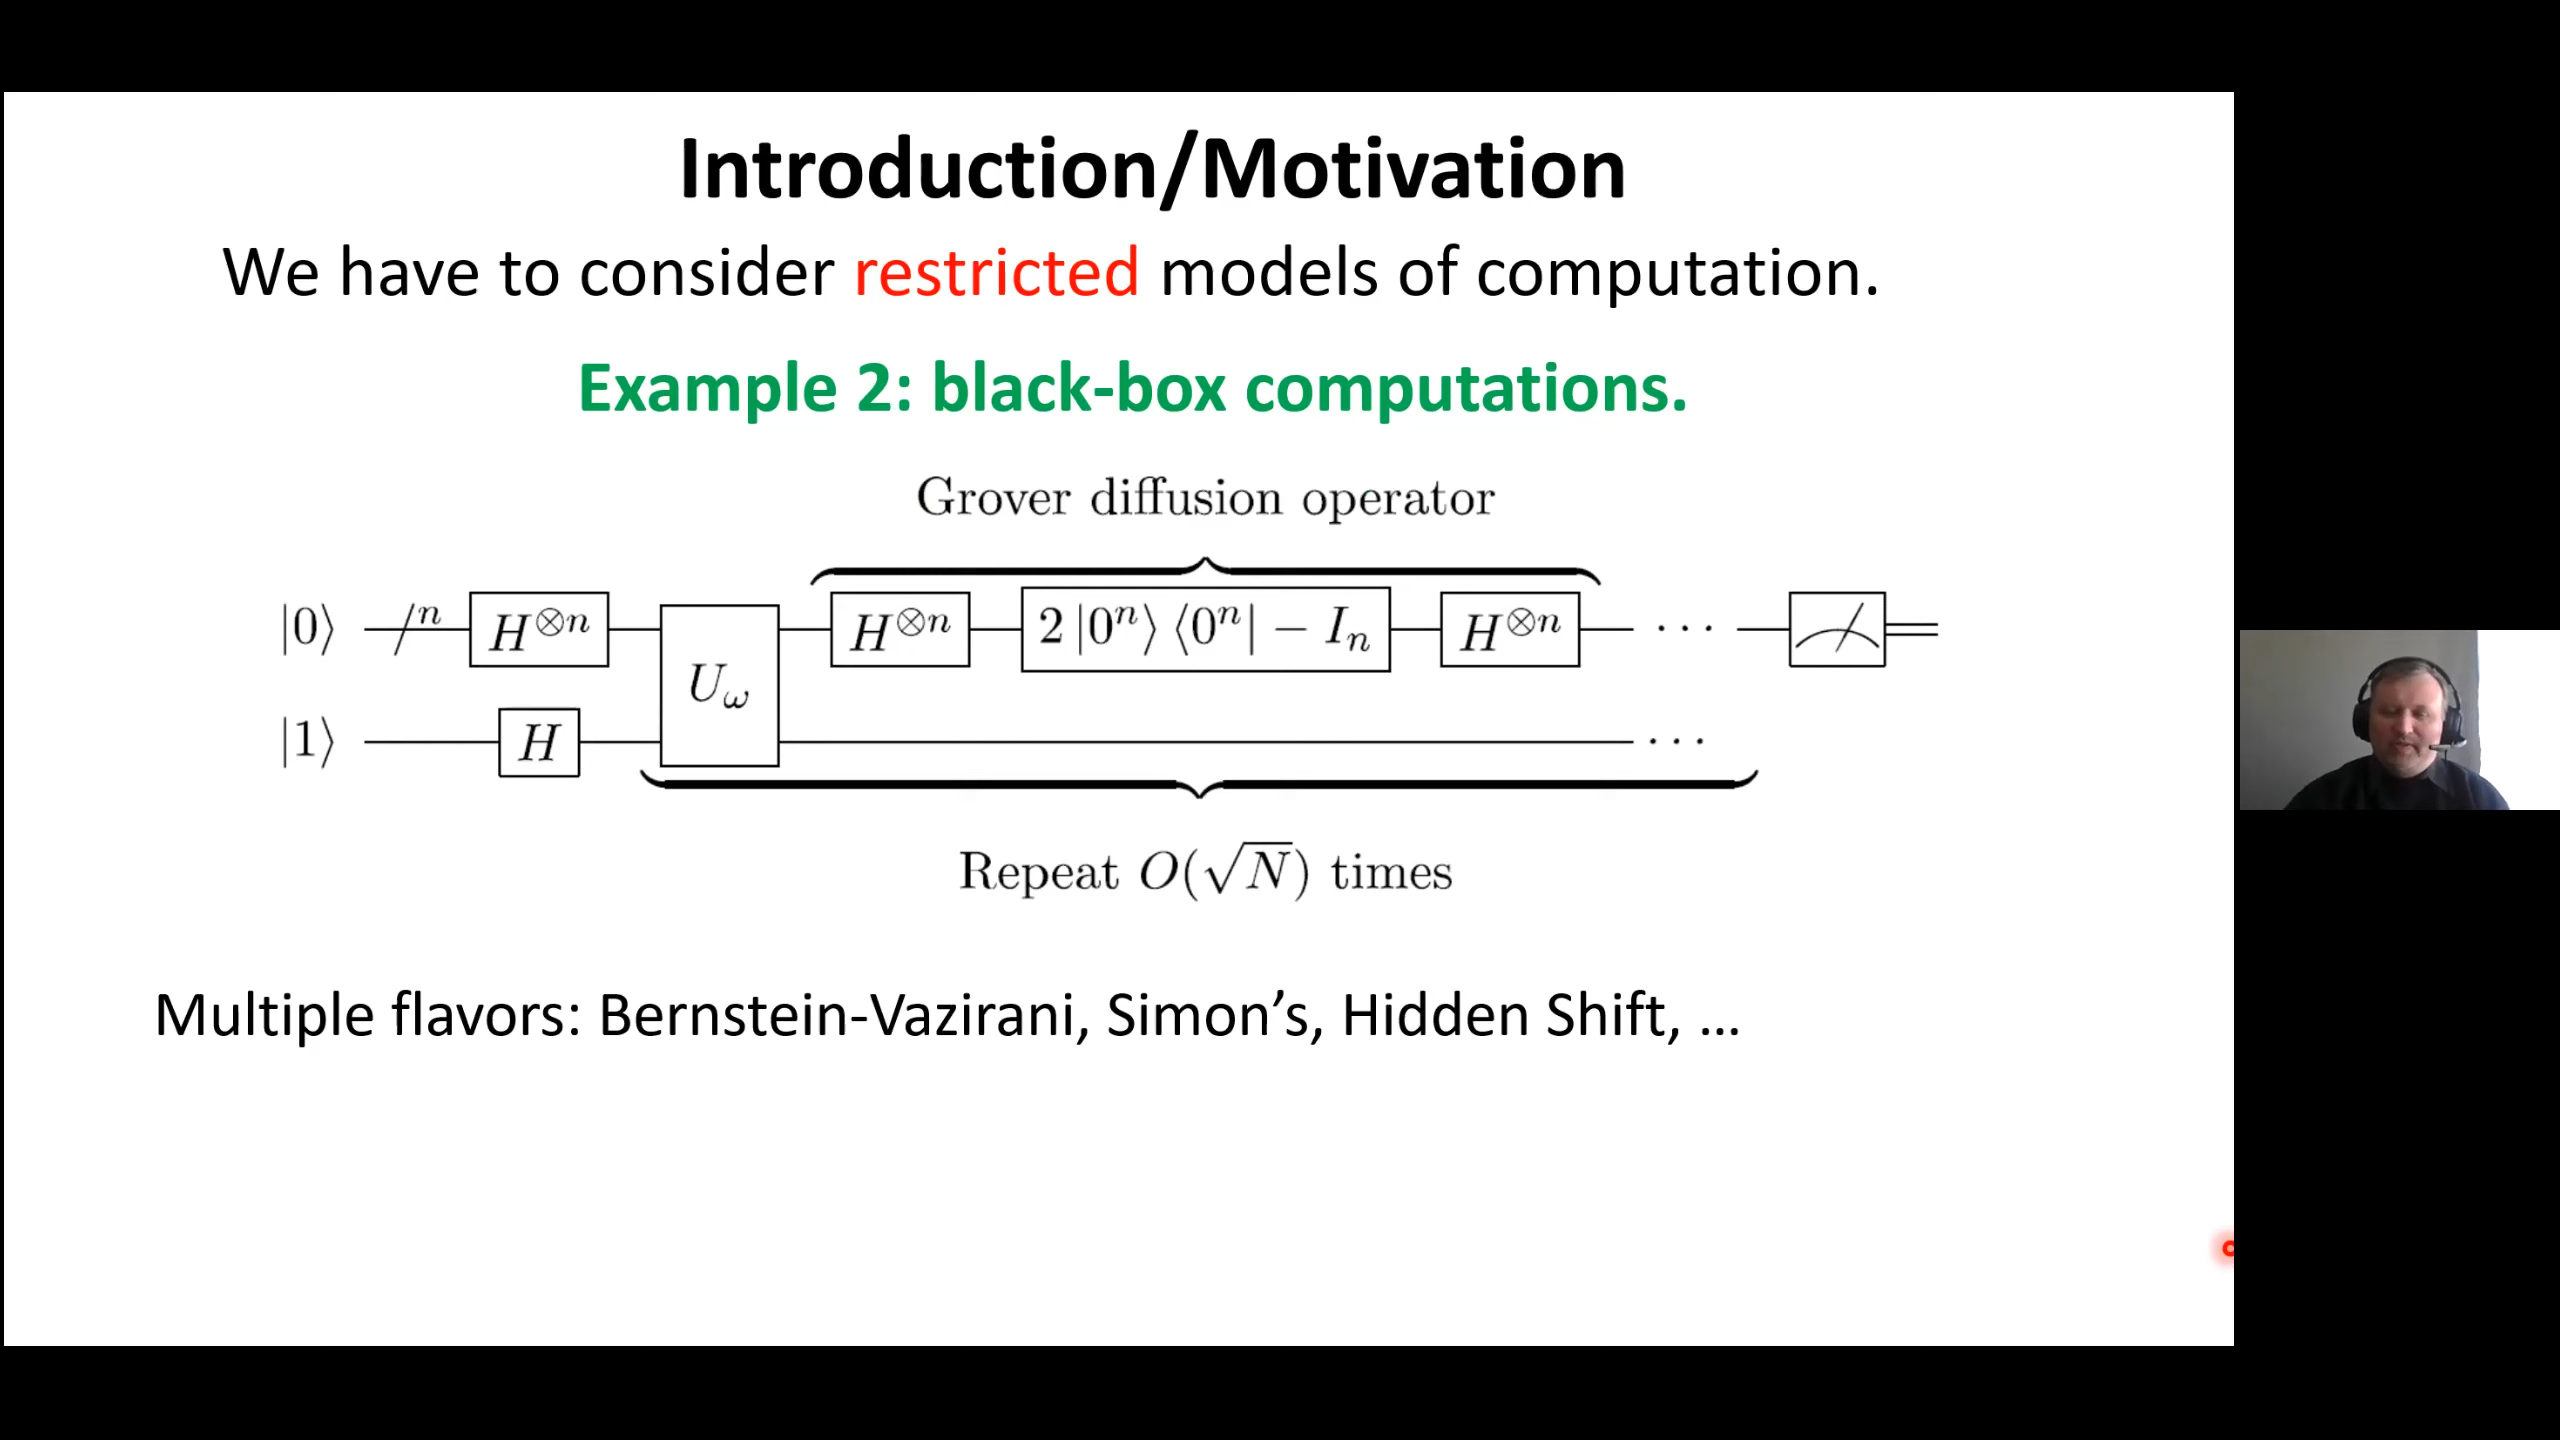 Introduction/Motivation
We have to consider restricted models of computation.
Example 2: black-box computations.
Grover diffusion operator
|0⟩ /n H⊗n H⊗n 2|0ⁿ⟩⟨0ⁿ| − Iₙ H⊗n ···
U_ω
|1⟩ H ···
Repeat O(√N) times
Multiple flavors: Bernstein-Vazirani, Simon’s, Hidden Shift, …